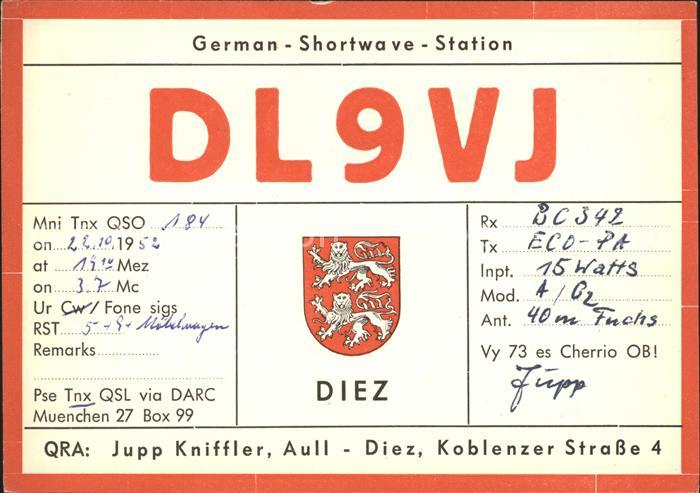 German - Shortwave - Station
DL9VJ
Mni Tnx QSO 184
on 22.10.1952
at 19 10 Mez
on 3.7 Mc
Ur Cw / Fone sigs
RST 5 + 9 + Möbelwagen
Remarks
Pse Tnx QSL via DARC
Muenchen 27 Box 99
DIEZ
Rx BC 342
Tx ECO-PA
Inpt. 15 Watts
Mod. A / G2
Ant. 40 m Fuchs
Vy 73 es Cherrio OB!
Jupp
QRA: Jupp Kniffler, Aull - Diez, Koblenzer Straße 4